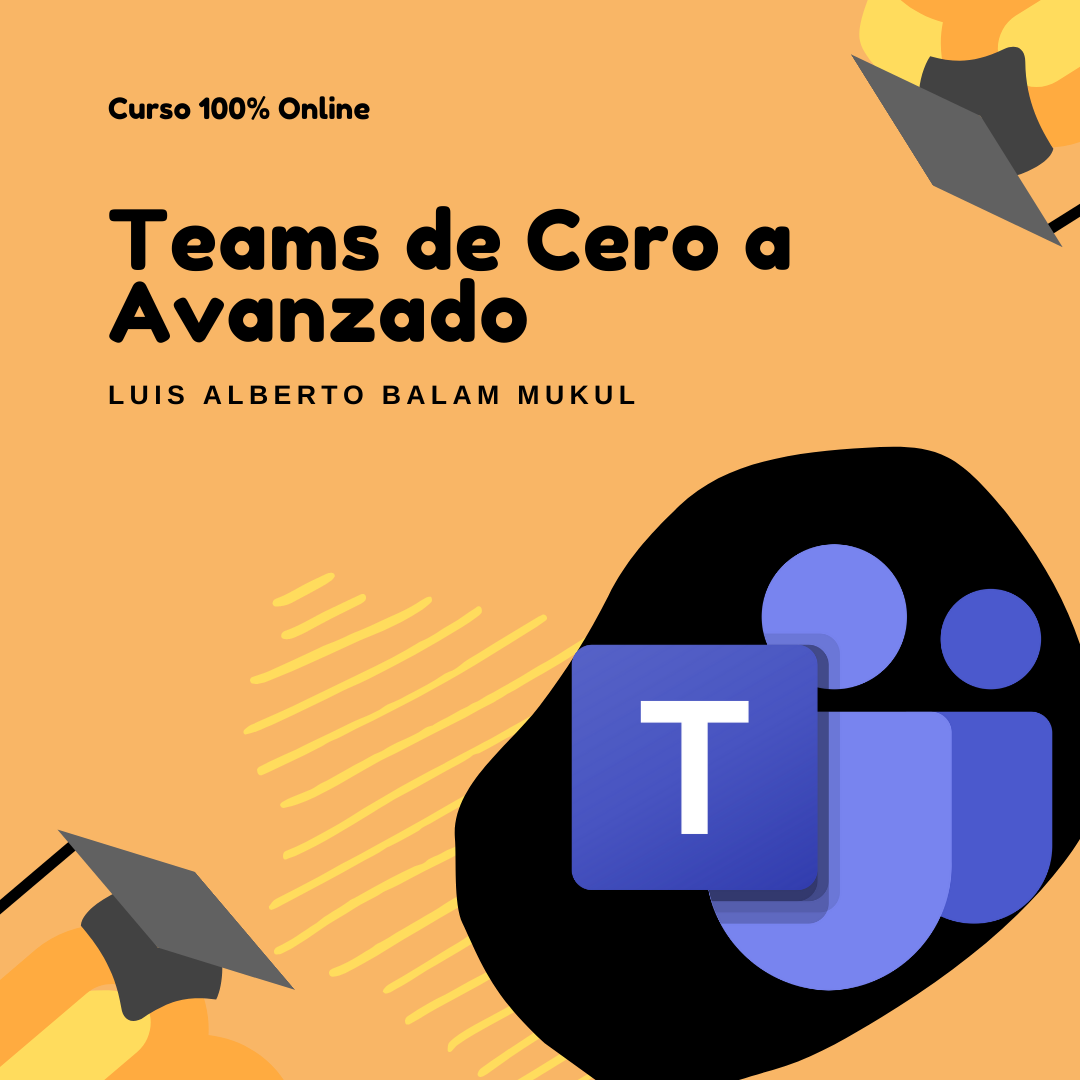 Curso 100% Online
Teams de Cero a
Avanzado
LUIS ALBERTO BALAM MUKUL
T